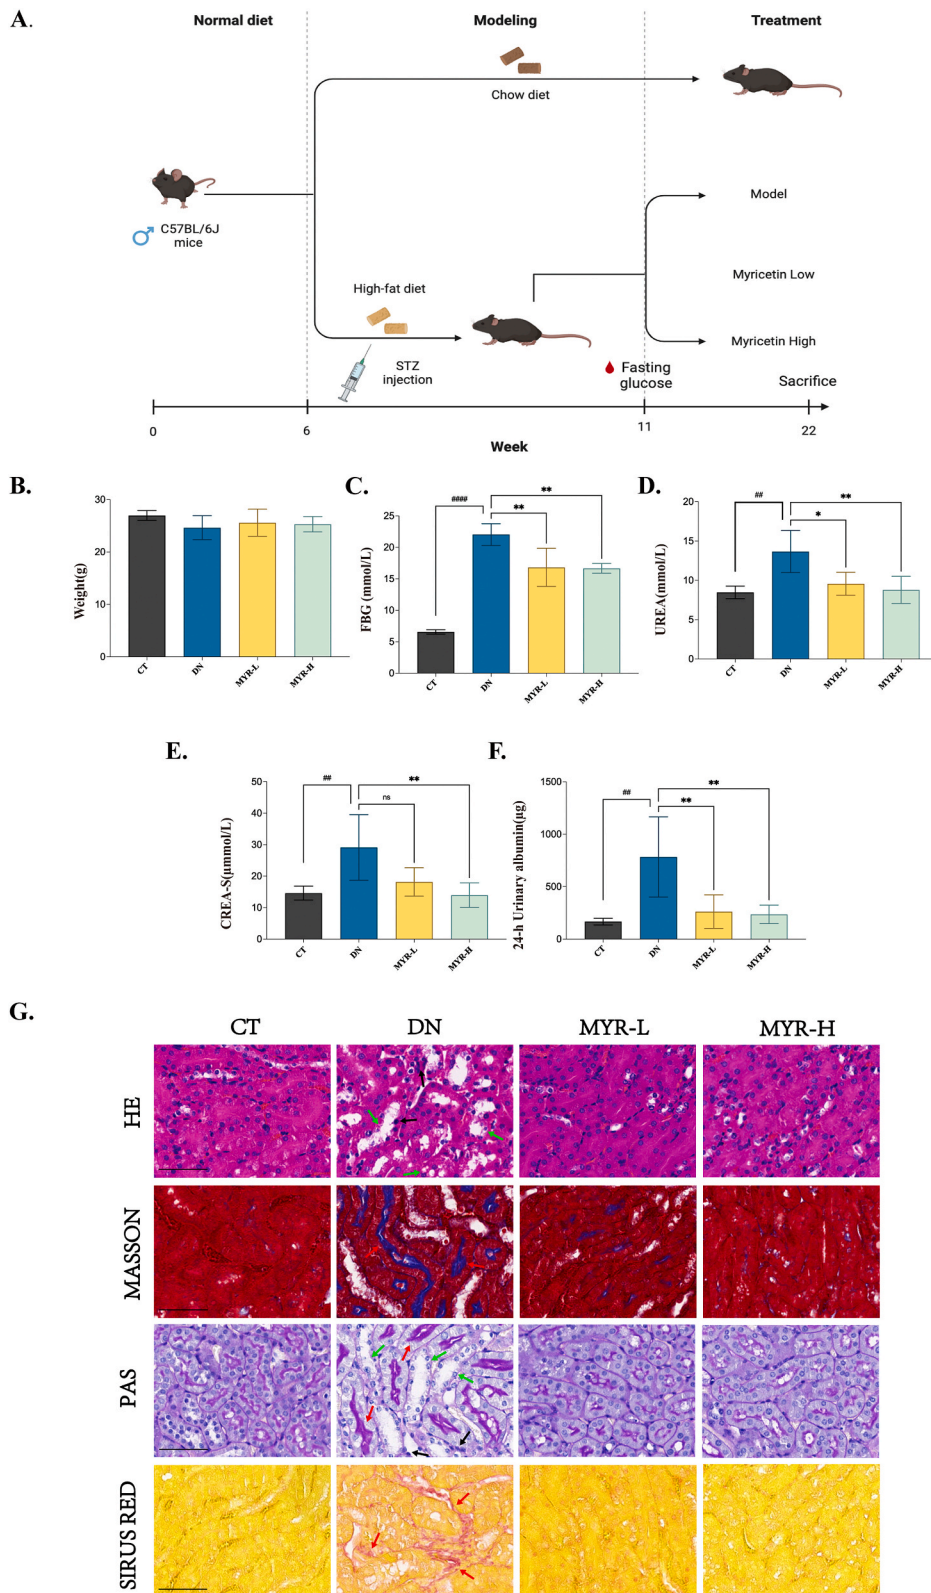 A.
Normal diet
Modeling
Treatment
Chow diet
C57BL/6J
mice
Model
High-fat diet
Myricetin Low
STZ
injection
Myricetin High
Fasting
glucose
Sacrifice
0
6
11
22
Week
B.
Weight(g)
30
20
10
0
CT
DN
MYR-L
MYR-H
C.
FBG (mmol/L)
25
20
15
10
5
0
####
**
**
CT
DN
MYR-L
MYR-H
D.
UREA(mmol/L)
20
15
10
5
0
##
**
*
CT
DN
MYR-L
MYR-H
E.
CREA-S(μmmol/L)
50
40
30
20
10
0
##
**
ns
CT
DN
MYR-L
MYR-H
F.
24-h Urinary albumin(μg)
1500
1000
500
0
##
**
**
CT
DN
MYR-L
MYR-H
G.
CT
DN
MYR-L
MYR-H
HE
MASSON
PAS
SIRUS RED